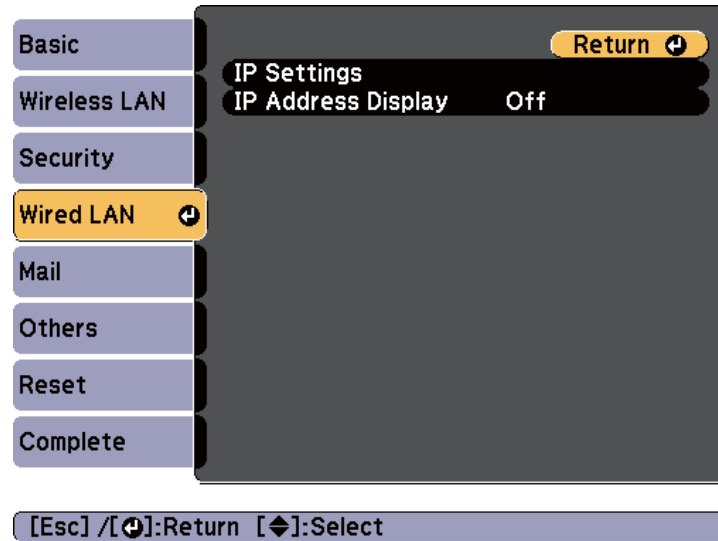 Basic
Wireless LAN
Security
Wired LAN
Mail
Others
Reset
Complete
Return
IP Settings
IP Address Display Off
[Esc] /[ ]:Return [ ]:Select